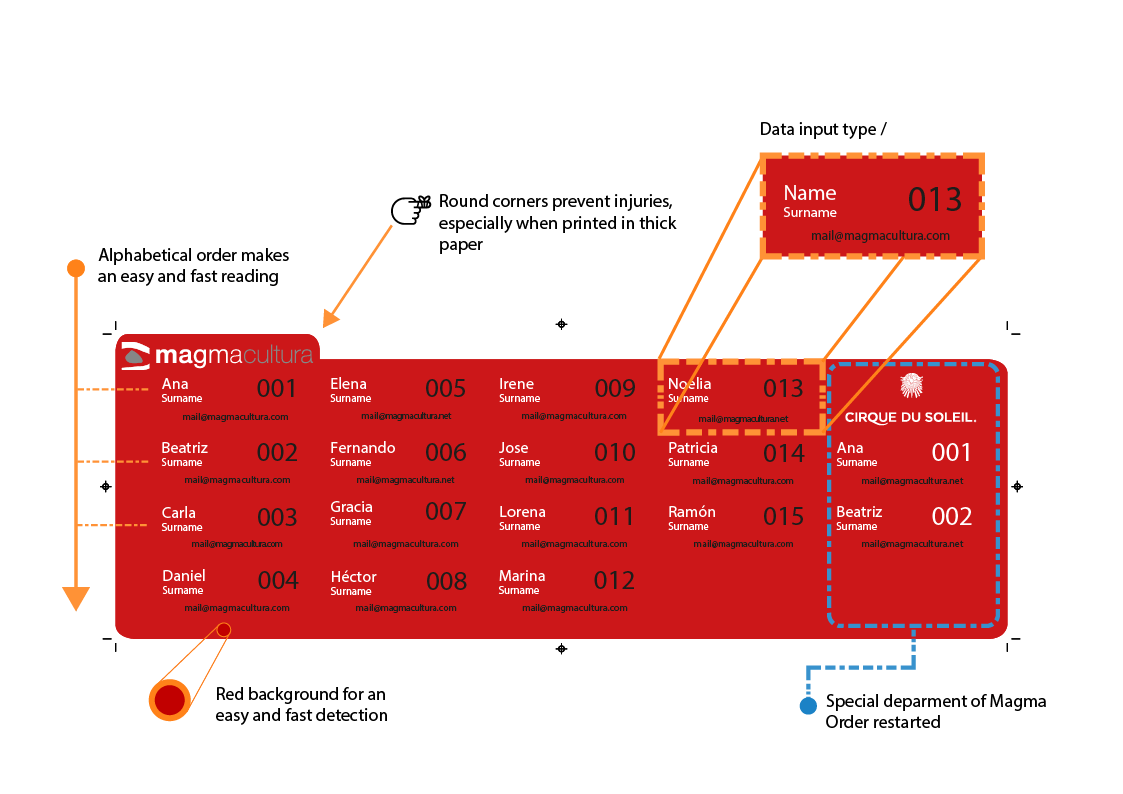 Data input type /
Name 013
Surname
mail@magmacultura.com
Round corners prevent injuries,
especially when printed in thick
paper
Alphabetical order makes
an easy and fast reading
magmacultura
Ana 001
Surname
mail@magmacultura.com
Beatriz 002
Surname
mail@magmacultura.com
Carla 003
Surname
mail@magmacultura.com
Daniel 004
Surname
mail@magmacultura.com
Elena 005
Surname
mail@magmacultura.net
Fernando 006
Surname
mail@magmacultura.net
Gracia 007
Surname
mail@magmacultura.com
Héctor 008
Surname
mail@magmacultura.com
Irene 009
Surname
mail@magmacultura.com
Jose 010
Surname
mail@magmacultura.com
Lorena 011
Surname
mail@magmacultura.com
Marina 012
Surname
mail@magmacultura.com
Noelia 013
Surname
mail@magmacultura.net
Patricia 014
Surname
mail@magmacultura.com
Ramón 015
Surname
mail@magmacultura.com
CIRQUE DU SOLEIL.
Ana 001
Surname
mail@magmacultura.net
Beatriz 002
Surname
mail@magmacultura.net
Red background for an
easy and fast detection
Special deparment of Magma
Order restarted